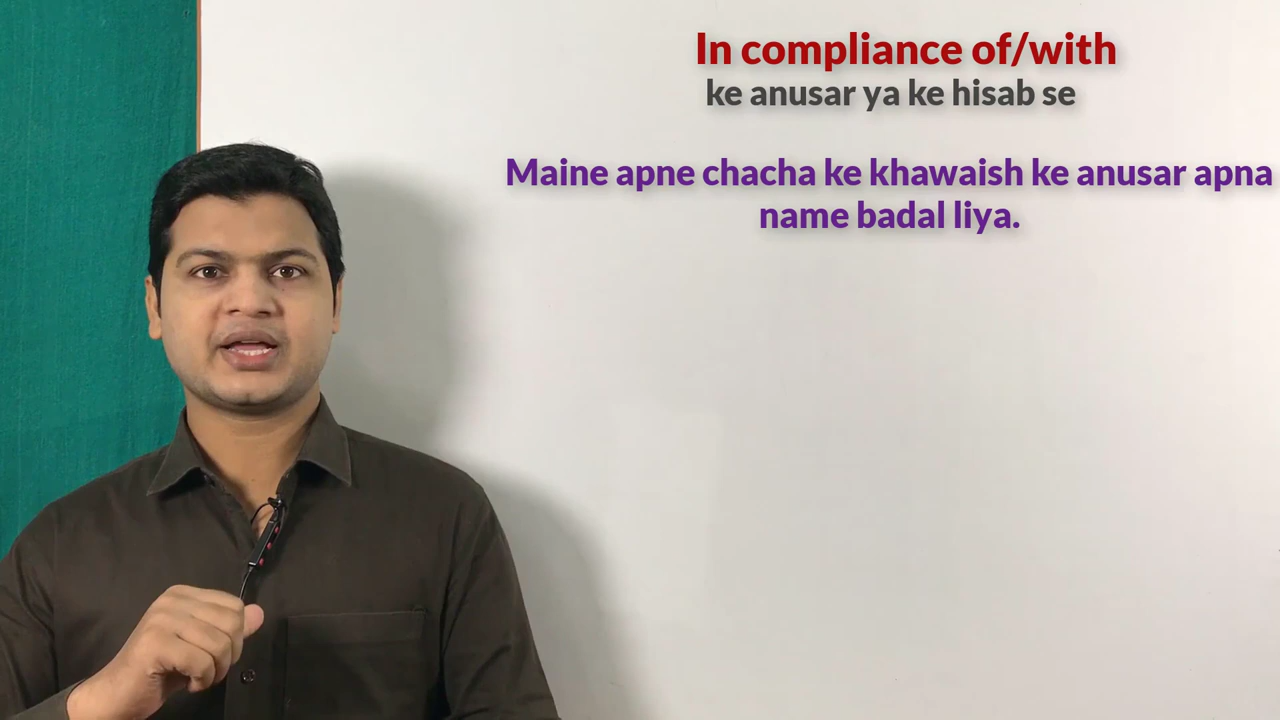 In compliance of/with
ke anusar ya ke hisab se
Maine apne chacha ke khawaish ke anusar apna
name badal liya.